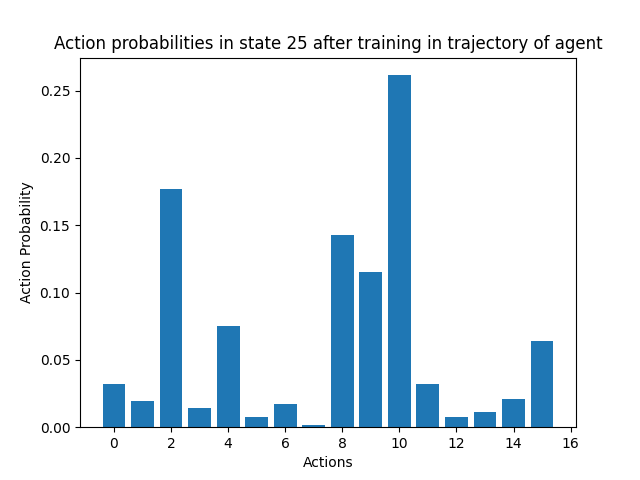 Action probabilities in state 25 after training in trajectory of agent
0.25
0.20
0.15
0.10
0.05
0.00
Action Probability
0 2 4 6 8 10 12 14 16
Actions